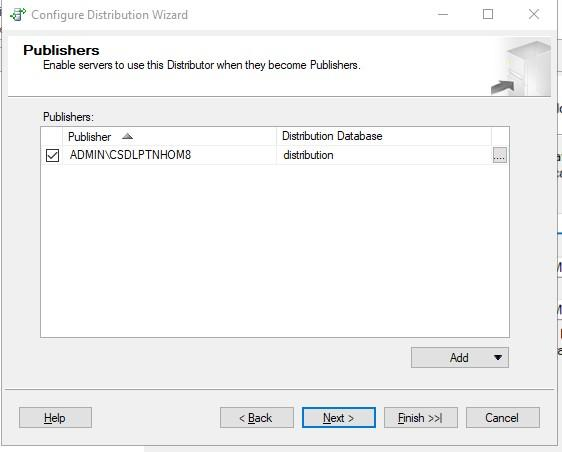 Configure Distribution Wizard
Publishers
Enable servers to use this Distributor when they become Publishers.
Publishers:
Publisher Distribution Database
ADMIN\CSDLPTNHOM8 distribution ...
Add
Help < Back Next > Finish >>| Cancel